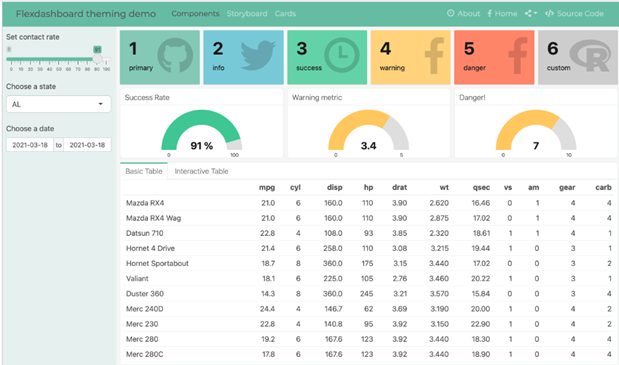 Flexdashboard theming demo Components Storyboard Cards About Home Source Code
Set contact rate
0 91
0 10 20 30 40 50 60 70 80 90 100
Choose a state
AL
Choose a date
2021-03-18 to 2021-03-18
1 2 3 4 5 6
primary info success warning danger custom
Success Rate Warning metric Danger!
91 % 3.4 7
0 100 0 5 0 10
Basic Table Interactive Table
mpg cyl disp hp drat wt qsec vs am gear carb
Mazda RX4 21.0 6 160.0 110 3.90 2.620 16.46 0 1 4 4
Mazda RX4 Wag 21.0 6 160.0 110 3.90 2.875 17.02 0 1 4 4
Datsun 710 22.8 4 108.0 93 3.85 2.320 18.61 1 1 4 1
Hornet 4 Drive 21.4 6 258.0 110 3.08 3.215 19.44 1 0 3 1
Hornet Sportabout 18.7 8 360.0 175 3.15 3.440 17.02 0 0 3 2
Valiant 18.1 6 225.0 105 2.76 3.460 20.22 1 0 3 1
Duster 360 14.3 8 360.0 245 3.21 3.570 15.84 0 0 3 4
Merc 240D 24.4 4 146.7 62 3.69 3.190 20.00 1 0 4 2
Merc 230 22.8 4 140.8 95 3.92 3.150 22.90 1 0 4 2
Merc 280 19.2 6 167.6 123 3.92 3.440 18.30 1 0 4 4
Merc 280C 17.8 6 167.6 123 3.92 3.440 18.90 1 0 4 4